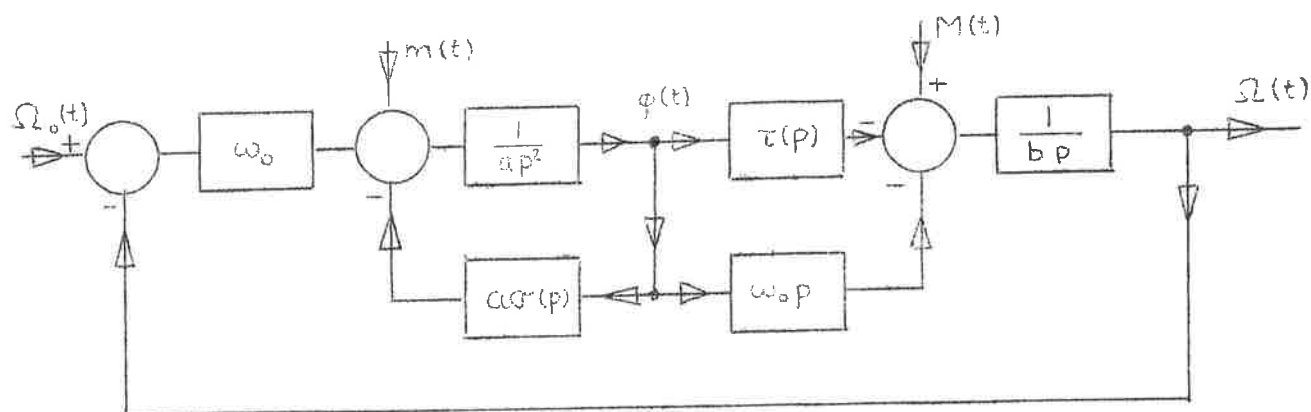 m(t)
M(t)
Ω₀(t)
+
-
ω₀
-
1
ap²
φ(t)
τ(p)
-
+
-
1
bp
Ω(t)
aσ(p)
ω₀p